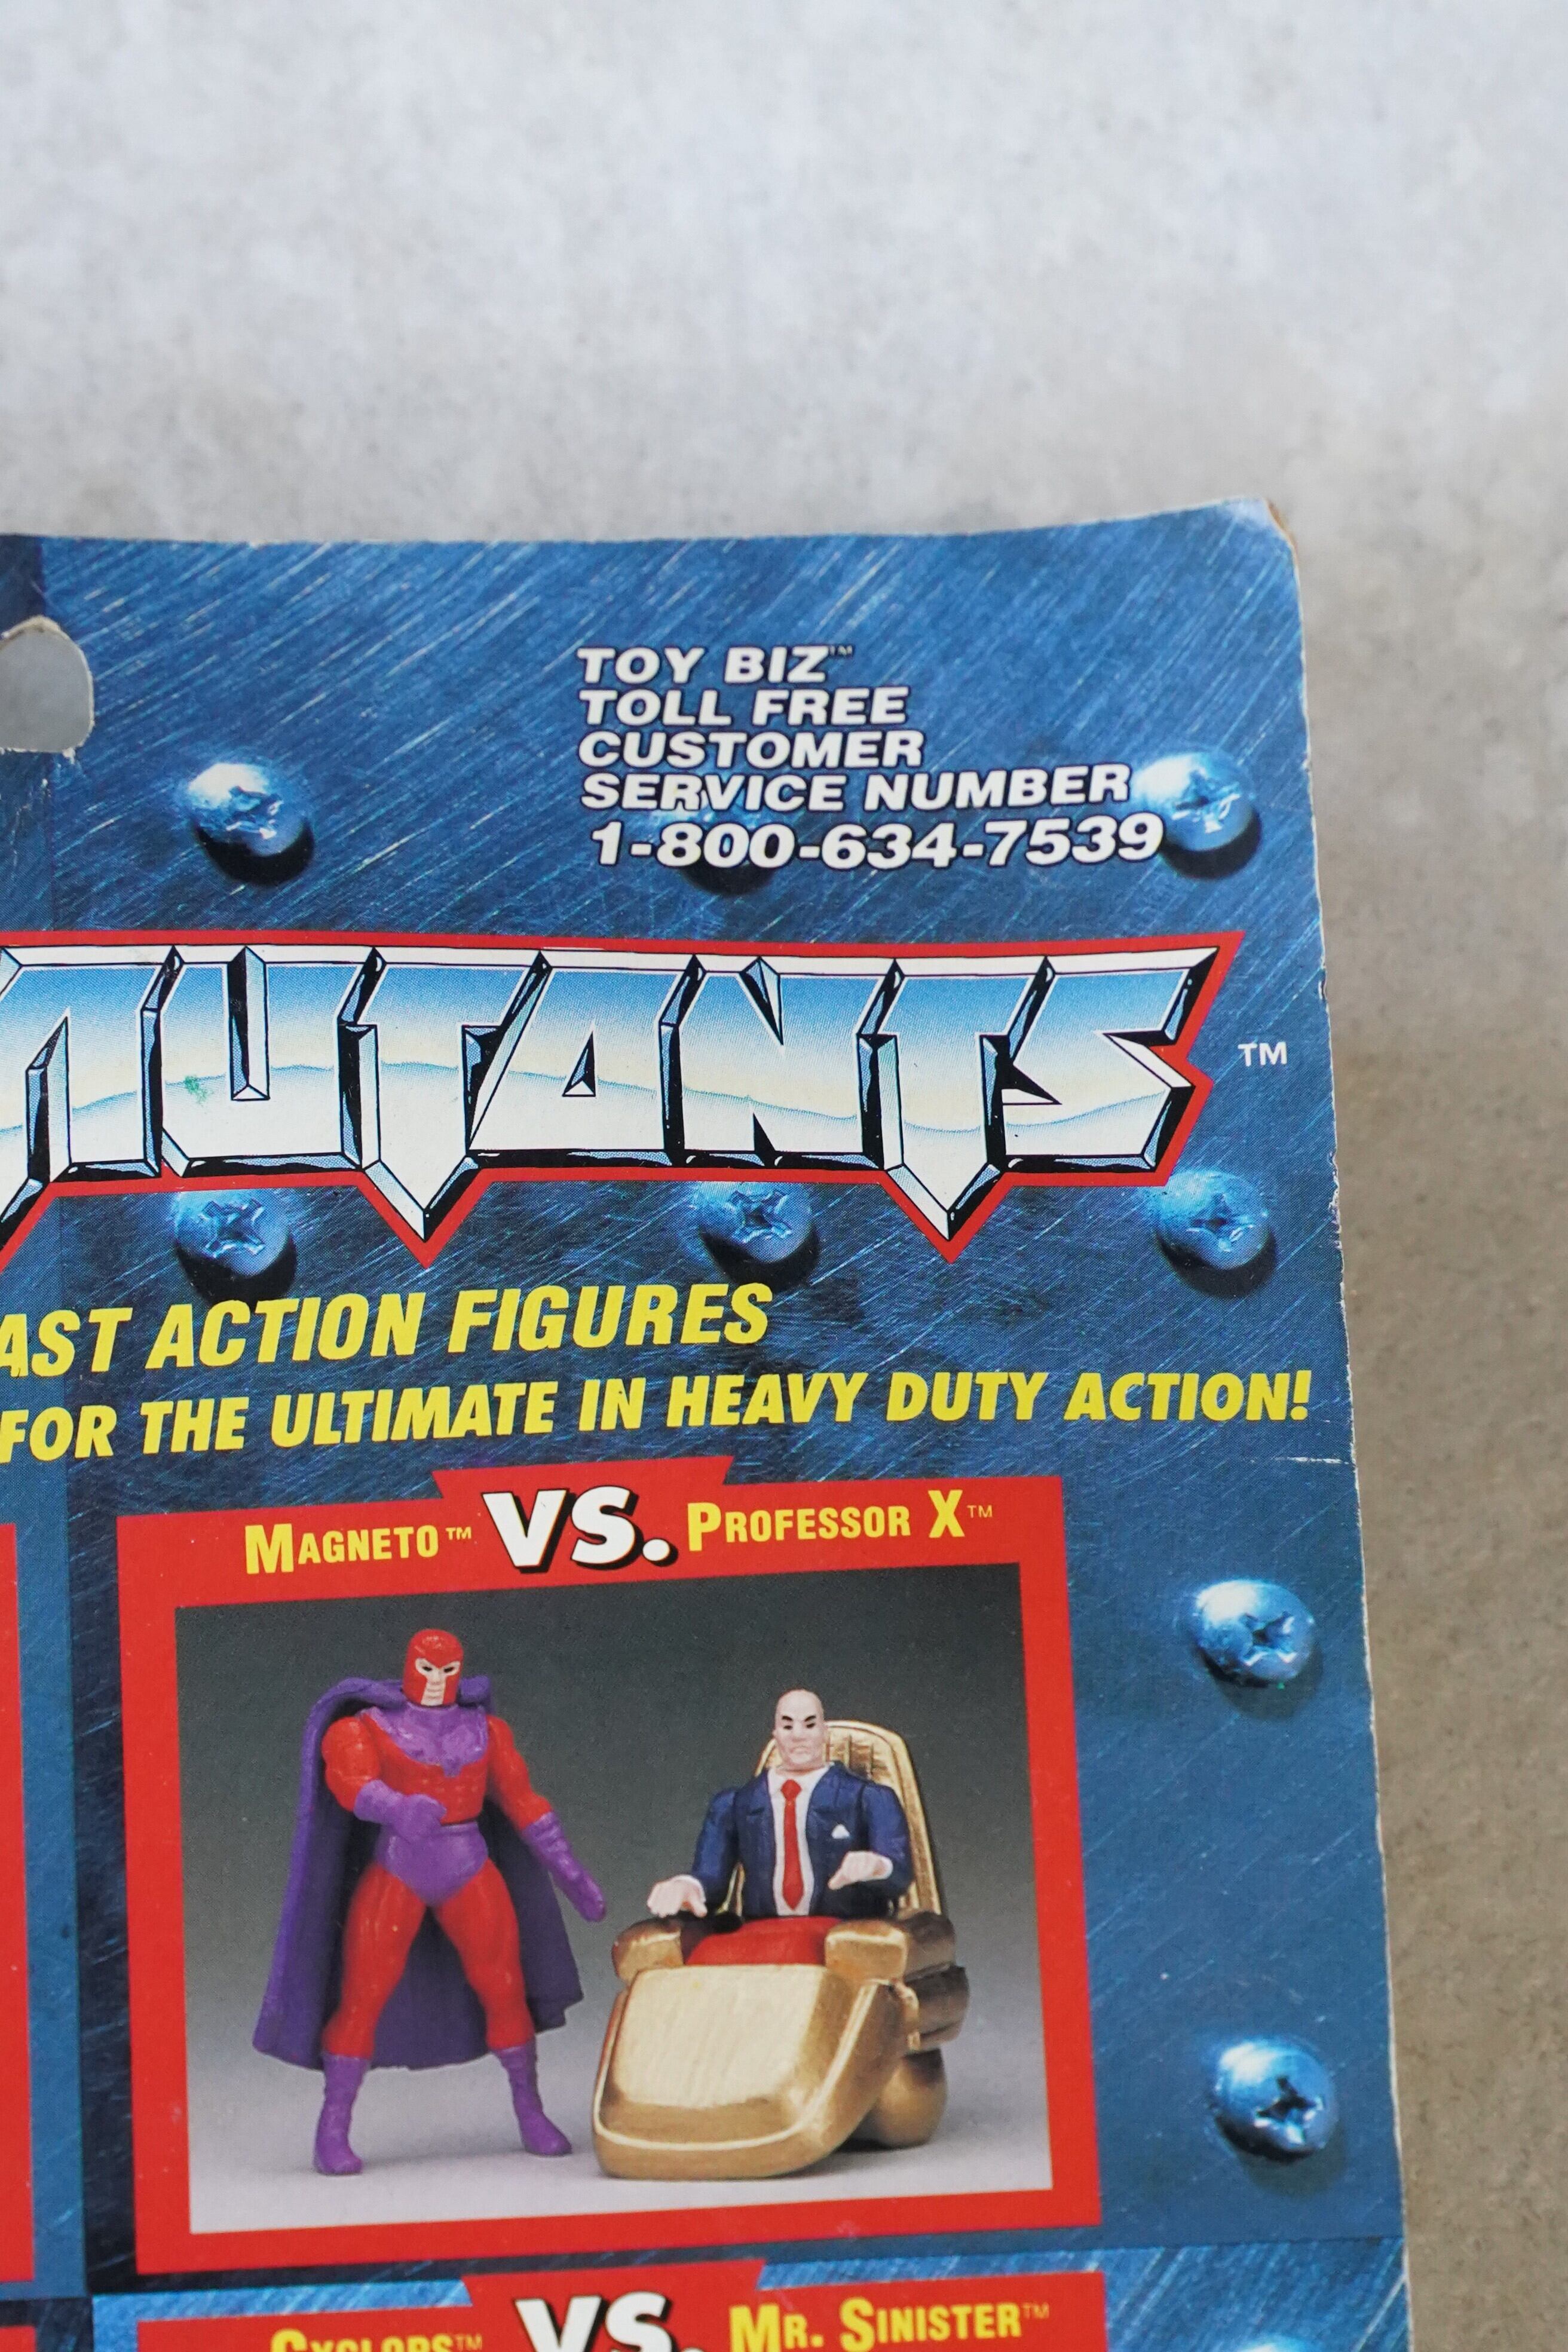 TOY BIZ™
TOLL FREE
CUSTOMER
SERVICE NUMBER
1-800-634-7539
MUTANTS™
AST ACTION FIGURES
FOR THE ULTIMATE IN HEAVY DUTY ACTION!
MAGNETO™ VS. PROFESSOR X™
CYCLOPS™ VS. MR. SINISTER™